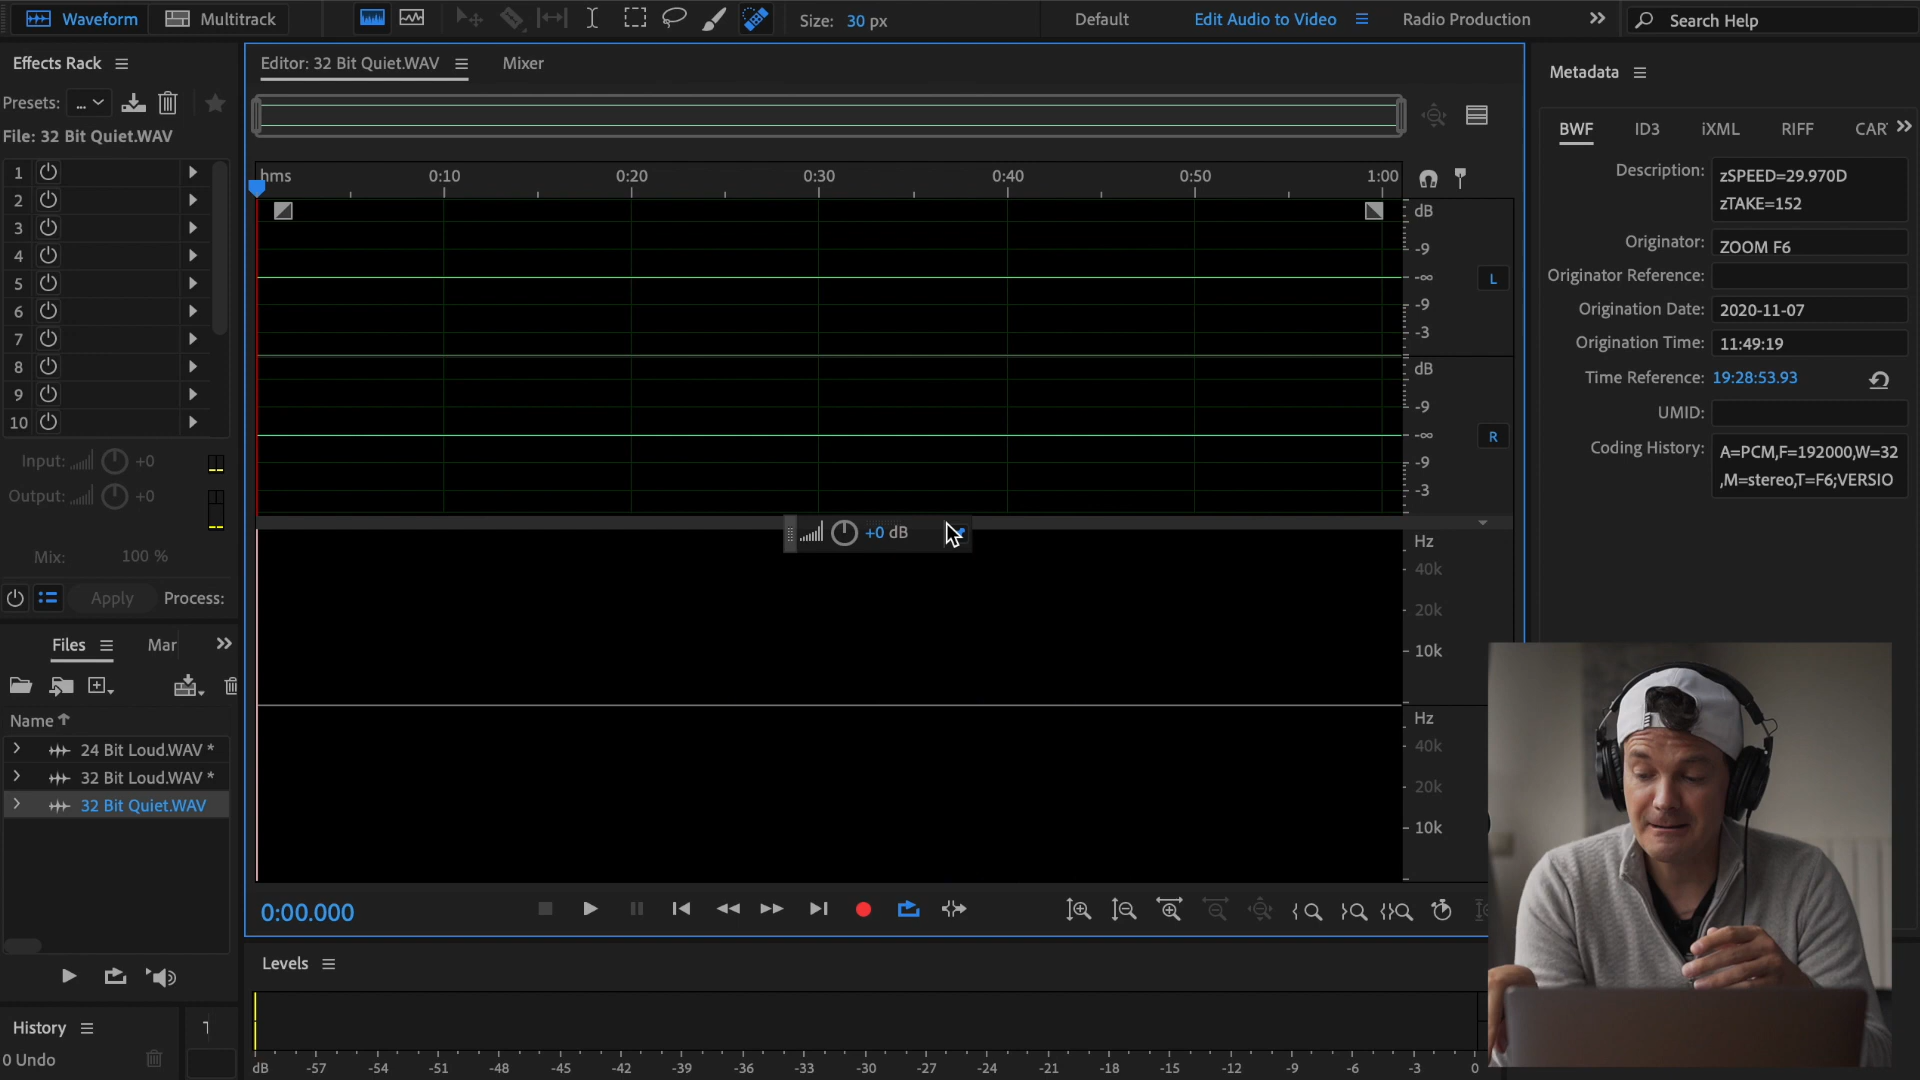 Waveform
Multitrack
Size: 30 px
Default
Edit Audio to Video
Radio Production
Search Help
Effects Rack
Presets: ...
File: 32 Bit Quiet.WAV
1
2
3
4
5
6
7
8
9
10
Input: +0
Output: +0
Mix: 100 %
Apply
Process:
Files
Mar
Name
24 Bit Loud.WAV *
32 Bit Loud.WAV *
32 Bit Quiet.WAV
History
0 Undo
Editor: 32 Bit Quiet.WAV
Mixer
hms 0:10 0:20 0:30 0:40 0:50 1:00
dB
-9
-∞
-9
-3
L
dB
-9
-∞
-9
-3
R
+0 dB
Hz
40k
20k
10k
Hz
40k
20k
10k
0:00.000
Levels
dB -57 -54 -51 -48 -45 -42 -39 -36 -33 -30 -27 -24 -21 -18 -15 -12 -9 -6 -3 0
Metadata
BWF ID3 iXML RIFF CAR
Description: zSPEED=29.970D
zTAKE=152
Originator: ZOOM F6
Originator Reference:
Origination Date: 2020-11-07
Origination Time: 11:49:19
Time Reference: 19:28:53.93
UMID:
Coding History: A=PCM,F=192000,W=32
,M=stereo,T=F6;VERSIO